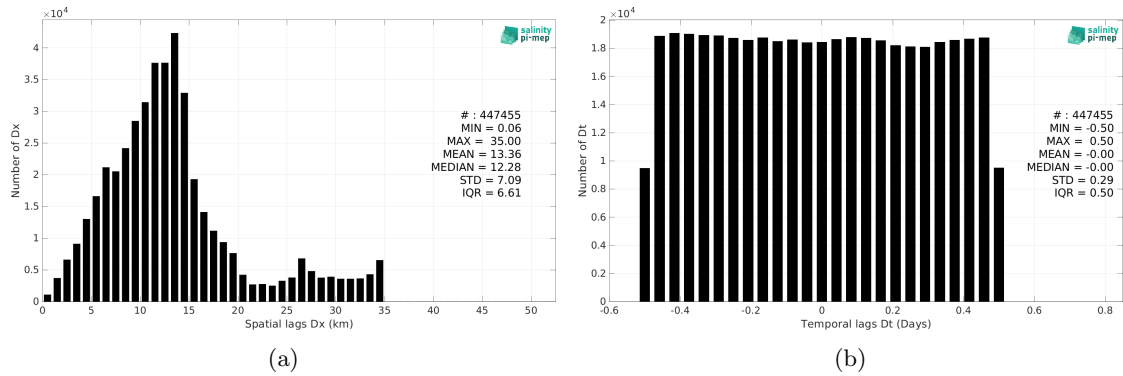 ×10⁴
4
3.5
3
2.5
2
1.5
1
0.5
0
Number of Dx
0 5 10 15 20 25 30 35 40 45 50
Spatial lags Dx (km)
salinity
pi-mep
# : 447455
MIN = 0.06
MAX = 35.00
MEAN = 13.36
MEDIAN = 12.28
STD = 7.09
IQR = 6.61
(a)
×10⁴
2
1.8
1.6
1.4
1.2
1
0.8
0.6
0.4
0.2
0
Number of Dt
-0.6 -0.4 -0.2 0 0.2 0.4 0.6 0.8
Temporal lags Dt (Days)
salinity
pi-mep
# : 447455
MIN = -0.50
MAX = 0.50
MEAN = -0.00
MEDIAN = -0.00
STD = 0.29
IQR = 0.50
(b)